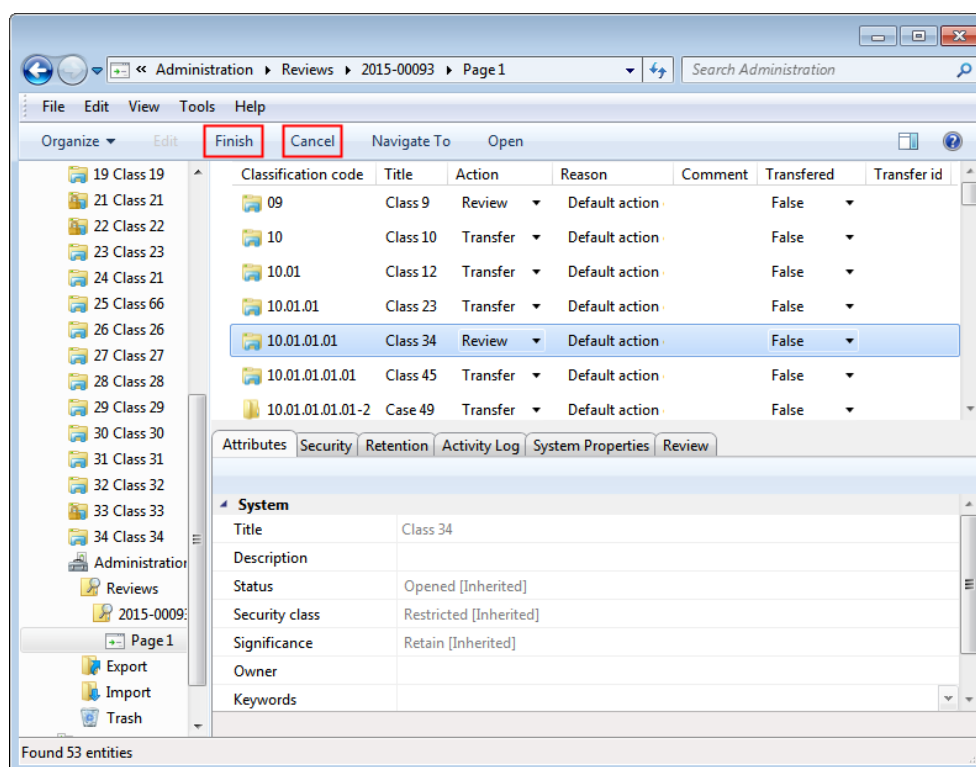 « Administration ▸ Reviews ▸ 2015-00093 ▸ Page 1 Search Administration
File Edit View Tools Help
Organize Edit Finish Cancel Navigate To Open
19 Class 19
21 Class 21
22 Class 22
23 Class 23
24 Class 21
25 Class 66
26 Class 26
27 Class 27
28 Class 28
29 Class 29
30 Class 30
31 Class 31
32 Class 32
33 Class 33
34 Class 34
Administration
Reviews
2015-0009
Page 1
Export
Import
Trash
Classification code Title Action Reason Comment Transfered Transfer id
09 Class 9 Review Default action False
10 Class 10 Transfer Default action False
10.01 Class 12 Transfer Default action False
10.01.01 Class 23 Transfer Default action False
10.01.01.01 Class 34 Review Default action False
10.01.01.01.01 Class 45 Transfer Default action False
10.01.01.01.01-2 Case 49 Transfer Default action False
Attributes Security Retention Activity Log System Properties Review
System
Title Class 34
Description
Status Opened [Inherited]
Security class Restricted [Inherited]
Significance Retain [Inherited]
Owner
Keywords
Found 53 entities